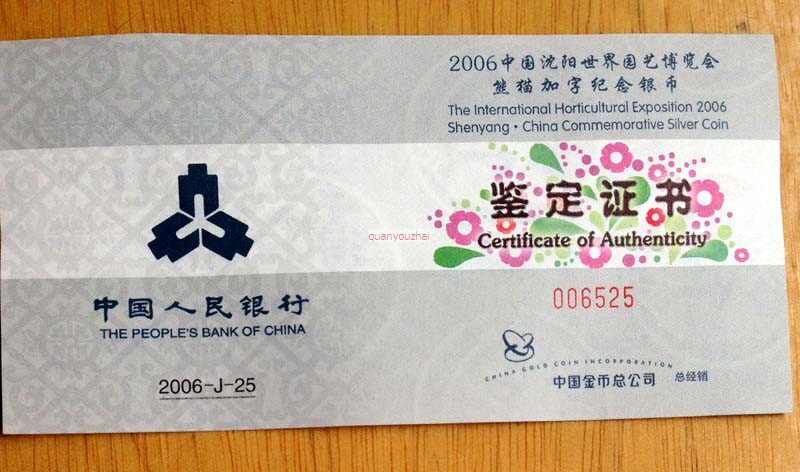 2006中国沈阳世界园艺博览会
熊猫加字纪念银币
The International Horticultural Exposition 2006
Shenyang · China Commemorative Silver Coin
鉴定证书
Certificate of Authenticity
quanyouzhai
中国人民银行
THE PEOPLE'S BANK OF CHINA
2006-J-25
006525
CHINA GOLD COIN INCORPORATION
中国金币总公司 总经销